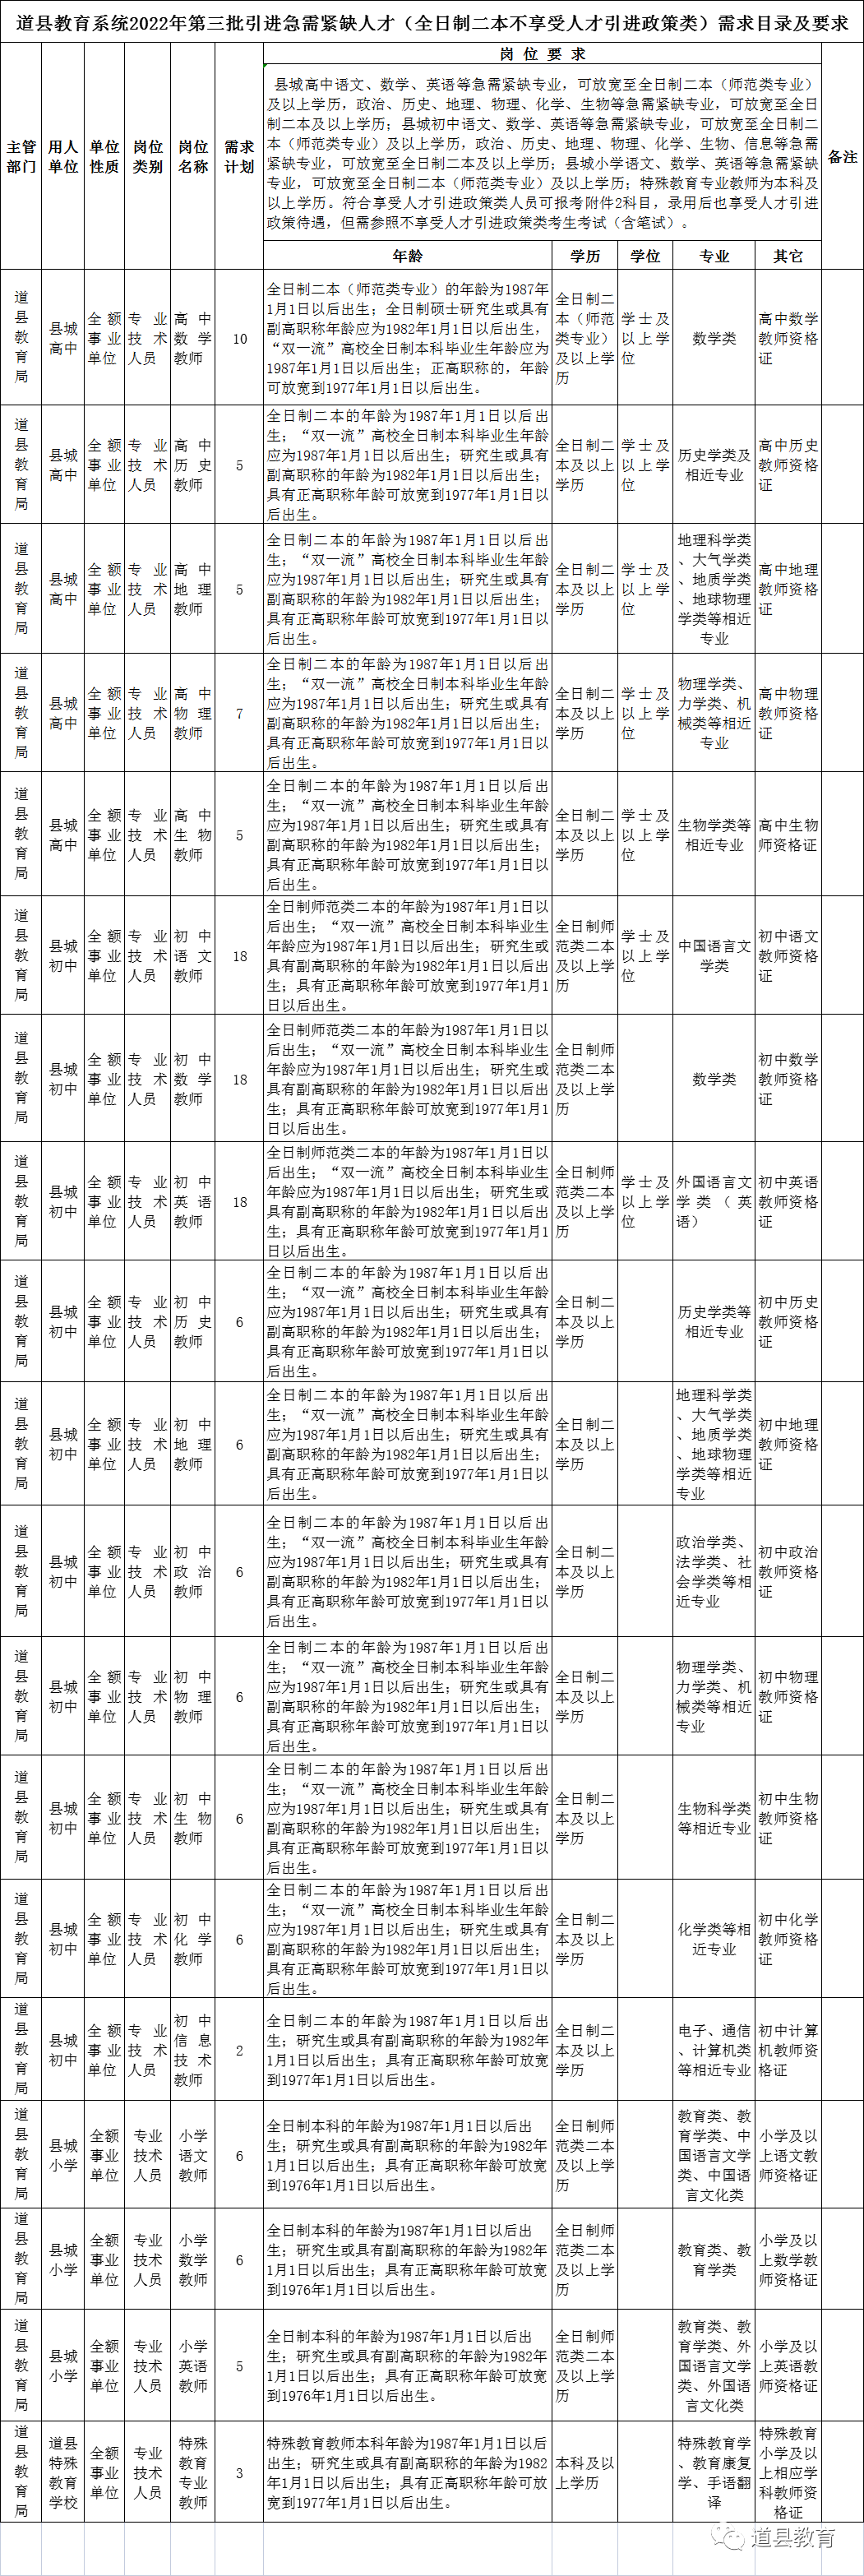 道县教育系统2022年第三批引进急需紧缺人才（全日制二本不享受人才引进政策类）需求目录及要求
主管部门
用人单位
单位性质
岗位类别
岗位名称
需求计划
岗 位 要 求
备注
县城高中语文、数学、英语等急需紧缺专业，可放宽至全日制二本（师范类专业）
及以上学历，政治、历史、地理、物理、化学、生物等急需紧缺专业，可放宽至全日
制二本及以上学历；县城初中语文、数学、英语等急需紧缺专业，可放宽至全日制二
本（师范类专业）及以上学历，政治、历史、地理、物理、化学、生物、信息等急需
紧缺专业，可放宽至全日制二本及以上学历；县城小学语文、数学、英语等急需紧缺
专业，可放宽至全日制二本（师范类专业）及以上学历；特殊教育专业教师为本科及
以上学历。符合享受人才引进政策类人员可报考附件2科目，录用后也享受人才引进
政策待遇，但需参照不享受人才引进政策类考生考试（含笔试）。
年龄 学历 学位 专业 其它
道县教育局 县城高中 全额事业单位 专业技术人员 高中数学教师 10 全日制二本（师范类专业）的年龄为1987年1月1日以后出生；全日制硕士研究生或具有副高职称年龄应为1982年1月1日以后出生，“双一流”高校全日制本科毕业生年龄应为1987年1月1日以后出生；正高职称的，年龄可放宽到1977年1月1日以后出生。 全日制二本（师范类专业）及以上学历 学士及以上学位 数学类 高中数学教师资格证
道县教育局 县城高中 全额事业单位 专业技术人员 高中历史教师 5 全日制二本的年龄为1987年1月1日以后出生；“双一流”高校全日制本科毕业生年龄应为1987年1月1日以后出生；研究生或具有副高职称的年龄为1982年1月1日以后出生；具有正高职称年龄可放宽到1977年1月1日以后出生。 全日制二本及以上学历 学士及以上学位 历史学类及相近专业 高中历史教师资格证
道县教育局 县城高中 全额事业单位 专业技术人员 高中地理教师 5 全日制二本的年龄为1987年1月1日以后出生；“双一流”高校全日制本科毕业生年龄应为1987年1月1日以后出生；研究生或具有副高职称的年龄为1982年1月1日以后出生；具有正高职称年龄可放宽到1977年1月1日以后出生。 全日制二本及以上学历 学士及以上学位 地理科学类、大气学类、地质学类、地球物理学类等相近专业 高中地理教师资格证
道县教育局 县城高中 全额事业单位 专业技术人员 高中物理教师 7 全日制二本的年龄为1987年1月1日以后出生；“双一流”高校全日制本科毕业生年龄应为1987年1月1日以后出生；研究生或具有副高职称的年龄为1982年1月1日以后出生；具有正高职称年龄可放宽到1977年1月1日以后出生。 全日制二本及以上学历 学士及以上学位 物理学类、力学类、机械类等相近专业 高中物理教师资格证
道县教育局 县城高中 全额事业单位 专业技术人员 高中生物教师 5 全日制二本的年龄为1987年1月1日以后出生；“双一流”高校全日制本科毕业生年龄应为1987年1月1日以后出生；研究生或具有副高职称的年龄为1982年1月1日以后出生；具有正高职称年龄可放宽到1977年1月1日以后出生。 全日制二本及以上学历 学士及以上学位 生物学类等相近专业 高中生物师资格证
道县教育局 县城初中 全额事业单位 专业技术人员 初中语文教师 18 全日制师范类二本的年龄为1987年1月1日以后出生；“双一流”高校全日制本科毕业生年龄应为1987年1月1日以后出生；研究生或具有副高职称的年龄为1982年1月1日以后出生；具有正高职称年龄可放宽到1977年1月1日以后出生。 全日制师范类二本及以上学历 学士及以上学位 中国语言文学类 初中语文教师资格证
道县教育局 县城初中 全额事业单位 专业技术人员 初中数学教师 18 全日制师范类二本的年龄为1987年1月1日以后出生；“双一流”高校全日制本科毕业生年龄应为1987年1月1日以后出生；研究生或具有副高职称的年龄为1982年1月1日以后出生；具有正高职称年龄可放宽到1977年1月1日以后出生。 全日制师范类二本及以上学历 数学类 初中数学教师资格证
道县教育局 县城初中 全额事业单位 专业技术人员 初中英语教师 18 全日制师范类二本的年龄为1987年1月1日以后出生；“双一流”高校全日制本科毕业生年龄应为1987年1月1日以后出生；研究生或具有副高职称的年龄为1982年1月1日以后出生；具有正高职称年龄可放宽到1977年1月1日以后出生。 全日制师范类二本及以上学历 学士及以上学位 外国语言文学类（英语） 初中英语教师资格证
道县教育局 县城初中 全额事业单位 专业技术人员 初中历史教师 6 全日制二本的年龄为1987年1月1日以后出生；“双一流”高校全日制本科毕业生年龄应为1987年1月1日以后出生；研究生或具有副高职称的年龄为1982年1月1日以后出生；具有正高职称年龄可放宽到1977年1月1日以后出生。 全日制二本及以上学历 历史学类等相近专业 初中历史教师资格证
道县教育局 县城初中 全额事业单位 专业技术人员 初中地理教师 6 全日制二本的年龄为1987年1月1日以后出生；“双一流”高校全日制本科毕业生年龄应为1987年1月1日以后出生；研究生或具有副高职称的年龄为1982年1月1日以后出生；具有正高职称年龄可放宽到1977年1月1日以后出生。 全日制二本及以上学历 地理科学类、大气学类、地质学类、地球物理学类等相近专业 初中地理教师资格证
道县教育局 县城初中 全额事业单位 专业技术人员 初中政治教师 6 全日制二本的年龄为1987年1月1日以后出生；“双一流”高校全日制本科毕业生年龄应为1987年1月1日以后出生；研究生或具有副高职称的年龄为1982年1月1日以后出生；具有正高职称年龄可放宽到1977年1月1日以后出生。 全日制二本及以上学历 政治学类、法学类、社会学类等相近专业 初中政治教师资格证
道县教育局 县城初中 全额事业单位 专业技术人员 初中物理教师 6 全日制二本的年龄为1987年1月1日以后出生；“双一流”高校全日制本科毕业生年龄应为1987年1月1日以后出生；研究生或具有副高职称的年龄为1982年1月1日以后出生；具有正高职称年龄可放宽到1977年1月1日以后出生。 全日制二本及以上学历 物理学类、力学类、机械类等相近专业 初中物理教师资格证
道县教育局 县城初中 全额事业单位 专业技术人员 初中生物教师 6 全日制二本的年龄为1987年1月1日以后出生；“双一流”高校全日制本科毕业生年龄应为1987年1月1日以后出生；研究生或具有副高职称的年龄为1982年1月1日以后出生；具有正高职称年龄可放宽到1977年1月1日以后出生。 全日制二本及以上学历 生物科学类等相近专业 初中生物教师资格证
道县教育局 县城初中 全额事业单位 专业技术人员 初中化学教师 6 全日制二本的年龄为1987年1月1日以后出生；“双一流”高校全日制本科毕业生年龄应为1987年1月1日以后出生；研究生或具有副高职称的年龄为1982年1月1日以后出生；具有正高职称年龄可放宽到1977年1月1日以后出生。 全日制二本及以上学历 化学类等相近专业 初中化学教师资格证
道县教育局 县城初中 全额事业单位 专业技术人员 初中信息技术教师 2 全日制二本的年龄为1987年1月1日以后出生；研究生或具有副高职称的年龄为1982年1月1日以后出生；具有正高职称年龄可放宽到1977年1月1日以后出生。 全日制二本及以上学历 电子、通信、计算机类等相近专业 初中计算机教师资格证
道县教育局 县城小学 全额事业单位 专业技术人员 小学语文教师 6 全日制本科的年龄为1987年1月1日以后出生；研究生或具有副高职称的年龄为1982年1月1日以后出生；具有正高职称年龄可放宽到1976年1月1日以后出生。 全日制师范类二本及以上学历 教育类、教育学类、中国语言文学类、中国语言文化类 小学及以上语文教师资格证
道县教育局 县城小学 全额事业单位 专业技术人员 小学数学教师 6 全日制本科的年龄为1987年1月1日以后出生；研究生或具有副高职称的年龄为1982年1月1日以后出生；具有正高职称年龄可放宽到1976年1月1日以后出生。 全日制师范类二本及以上学历 教育类、教育学类 小学及以上数学教师资格证
道县教育局 县城小学 全额事业单位 专业技术人员 小学英语教师 5 全日制本科的年龄为1987年1月1日以后出生；研究生或具有副高职称的年龄为1982年1月1日以后出生；具有正高职称年龄可放宽到1976年1月1日以后出生。 全日制师范类二本及以上学历 教育类、教育学类、外国语言文学类、外国语言文化类 小学及以上英语教师资格证
道县教育局 道县特殊教育学校 全额事业单位 专业技术人员 特殊教育专业教师 3 特殊教育教师本科年龄为1987年1月1日以后出生；研究生或具有副高职称的年龄为1982年1月1日以后出生；具有正高职称年龄可放宽到1977年1月1日以后出生。 本科及以上学历 特殊教育学、教育康复学、手语翻译 特殊教育小学及以上相应学科教师资格证
道县教育